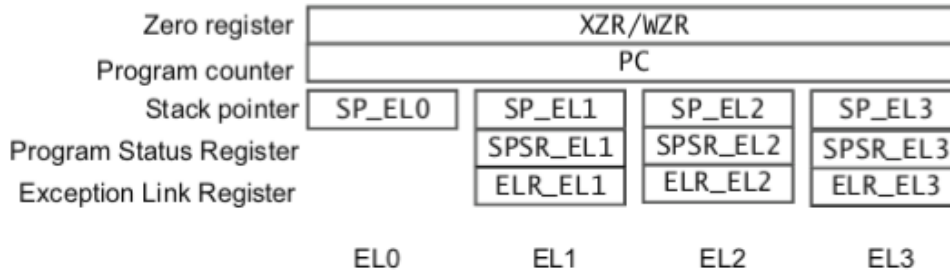 Zero register XZR/WZR
Program counter PC
Stack pointer SP_EL0 SP_EL1 SP_EL2 SP_EL3
Program Status Register SPSR_EL1 SPSR_EL2 SPSR_EL3
Exception Link Register ELR_EL1 ELR_EL2 ELR_EL3
EL0 EL1 EL2 EL3